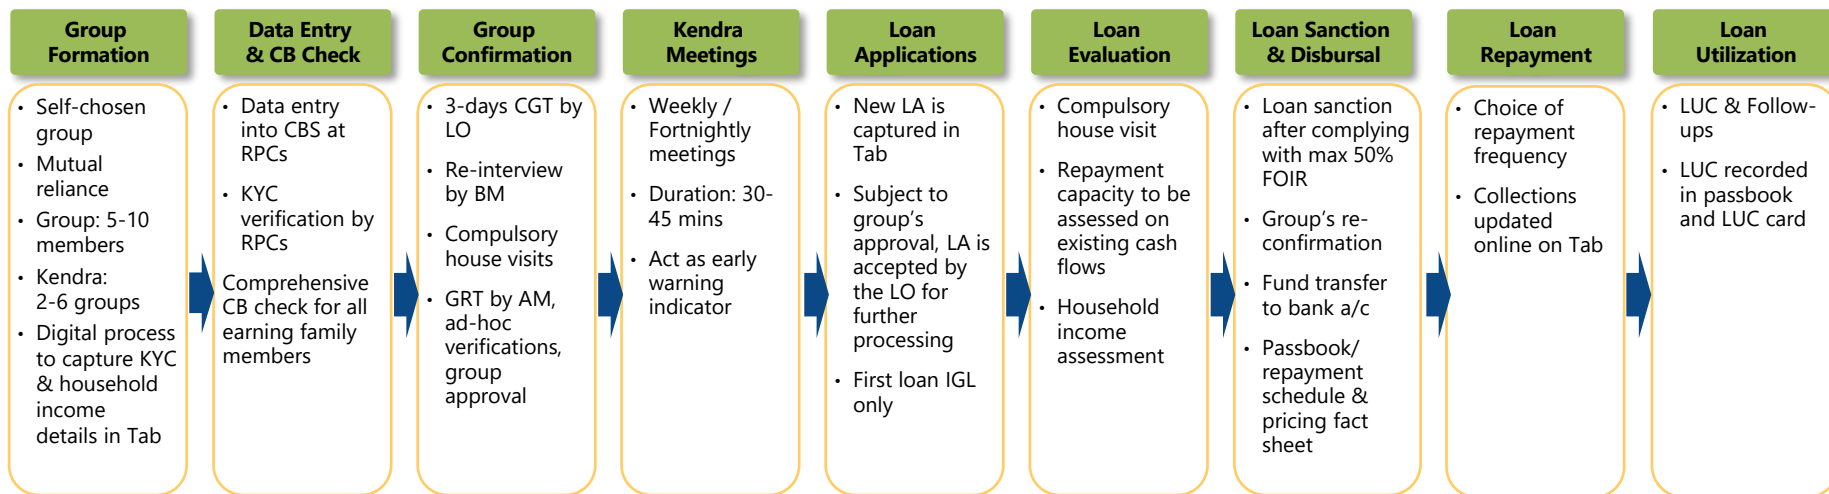 Group
Formation
• Self-chosen
group
• Mutual
reliance
• Group: 5-10
members
• Kendra:
2-6 groups
• Digital process
to capture KYC
& household
income
details in Tab
Data Entry
& CB Check
• Data entry
into CBS at
RPCs
• KYC
verification by
RPCs
Comprehensive
CB check for all
earning family
members
Group
Confirmation
• 3-days CGT by
LO
• Re-interview
by BM
• Compulsory
house visits
• GRT by AM,
ad-hoc
verifications,
group
approval
Kendra
Meetings
• Weekly /
Fortnightly
meetings
• Duration: 30-
45 mins
• Act as early
warning
indicator
Loan
Applications
• New LA is
captured in
Tab
• Subject to
group’s
approval, LA is
accepted by
the LO for
further
processing
• First loan IGL
only
Loan
Evaluation
• Compulsory
house visit
• Repayment
capacity to be
assessed on
existing cash
flows
• Household
income
assessment
Loan Sanction
& Disbursal
• Loan sanction
after complying
with max 50%
FOIR
• Group’s re-
confirmation
• Fund transfer
to bank a/c
• Passbook/
repayment
schedule &
pricing fact
sheet
Loan
Repayment
• Choice of
repayment
frequency
• Collections
updated
online on Tab
Loan
Utilization
• LUC & Follow-
ups
• LUC recorded
in passbook
and LUC card